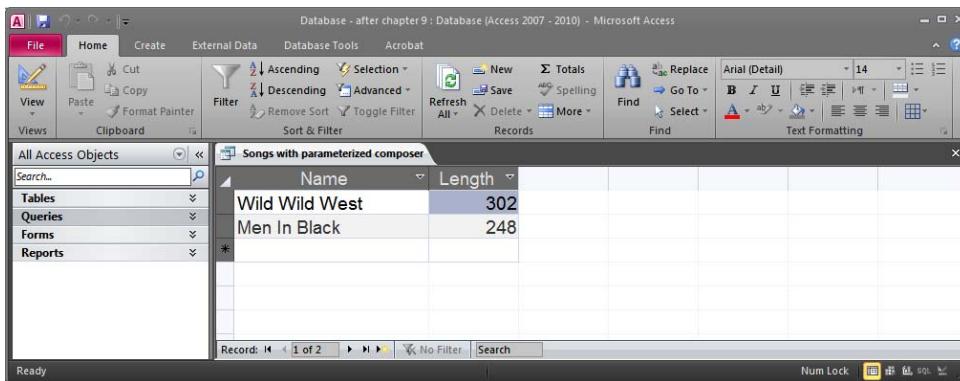 Database - after chapter 9 : Database (Access 2007 - 2010) - Microsoft Access
File Home Create External Data Database Tools Acrobat
View
Views
Paste
Cut
Copy
Format Painter
Clipboard
Filter
Ascending
Descending
Remove Sort
Selection
Advanced
Toggle Filter
Sort & Filter
Refresh All
New
Save
Delete
Totals
Spelling
More
Records
Find
Replace
Go To
Select
Find
Arial (Detail) 14
B I U
A ab
Text Formatting
All Access Objects
Search...
Tables
Queries
Forms
Reports
Songs with parameterized composer
Name Length
Wild Wild West 302
Men In Black 248
Record: 1 of 2 No Filter Search
Ready Num Lock SQL